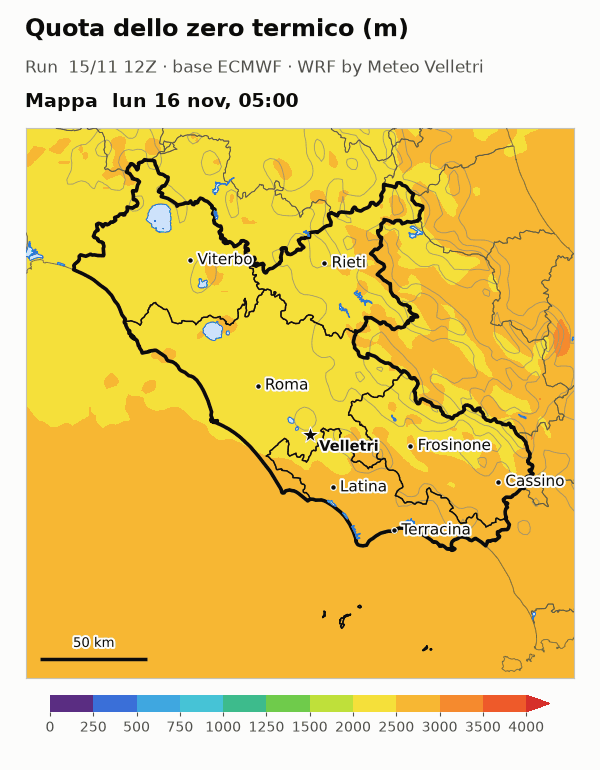 Quota dello zero termico (m)
Run 15/11 12Z · base ECMWF · WRF by Meteo Velletri
Mappa lun 16 nov, 05:00
Viterbo
Rieti
Roma
Velletri
Frosinone
Latina
Cassino
Terracina
50 km
0 250 500 750 1000 1250 1500 2000 2500 3000 3500 4000